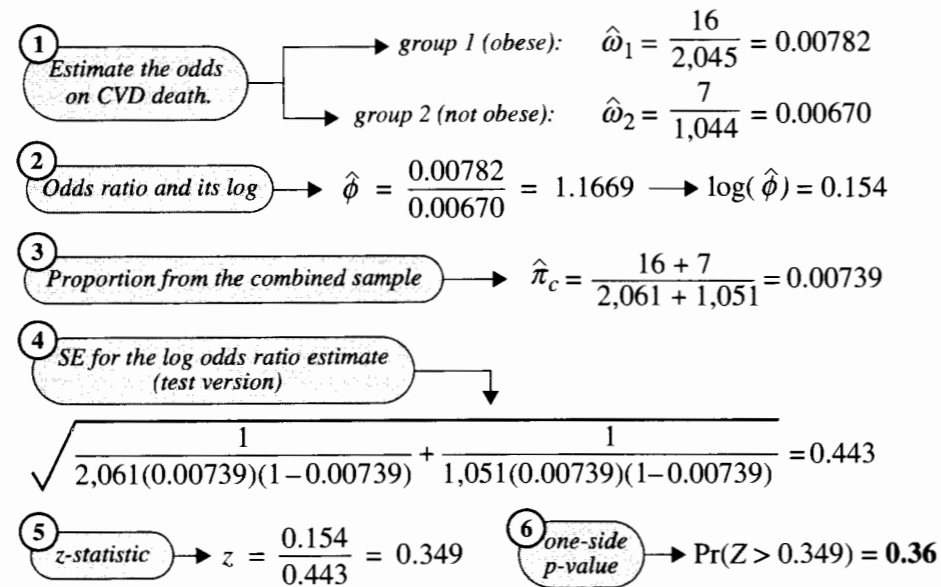 1
Estimate the odds
on CVD death.
group 1 (obese): ω̂₁ = 16/2,045 = 0.00782
group 2 (not obese): ω̂₂ = 7/1,044 = 0.00670
2
Odds ratio and its log
φ̂ = 0.00782/0.00670 = 1.1669 → log(φ̂) = 0.154
3
Proportion from the combined sample
π̂c = (16 + 7)/(2,061 + 1,051) = 0.00739
4
SE for the log odds ratio estimate
(test version)
√(1/(2,061(0.00739)(1−0.00739)) + 1/(1,051(0.00739)(1−0.00739))) = 0.443
5
z-statistic
z = 0.154/0.443 = 0.349
6
one-side
p-value
Pr(Z > 0.349) = 0.36